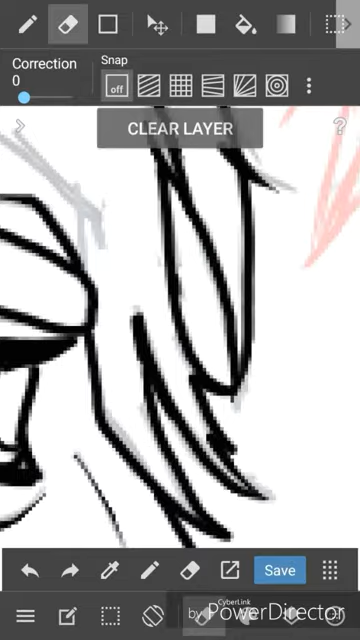 Correction
0
Snap
off
CLEAR LAYER
?
Save
CyberLink
by PowerDirector